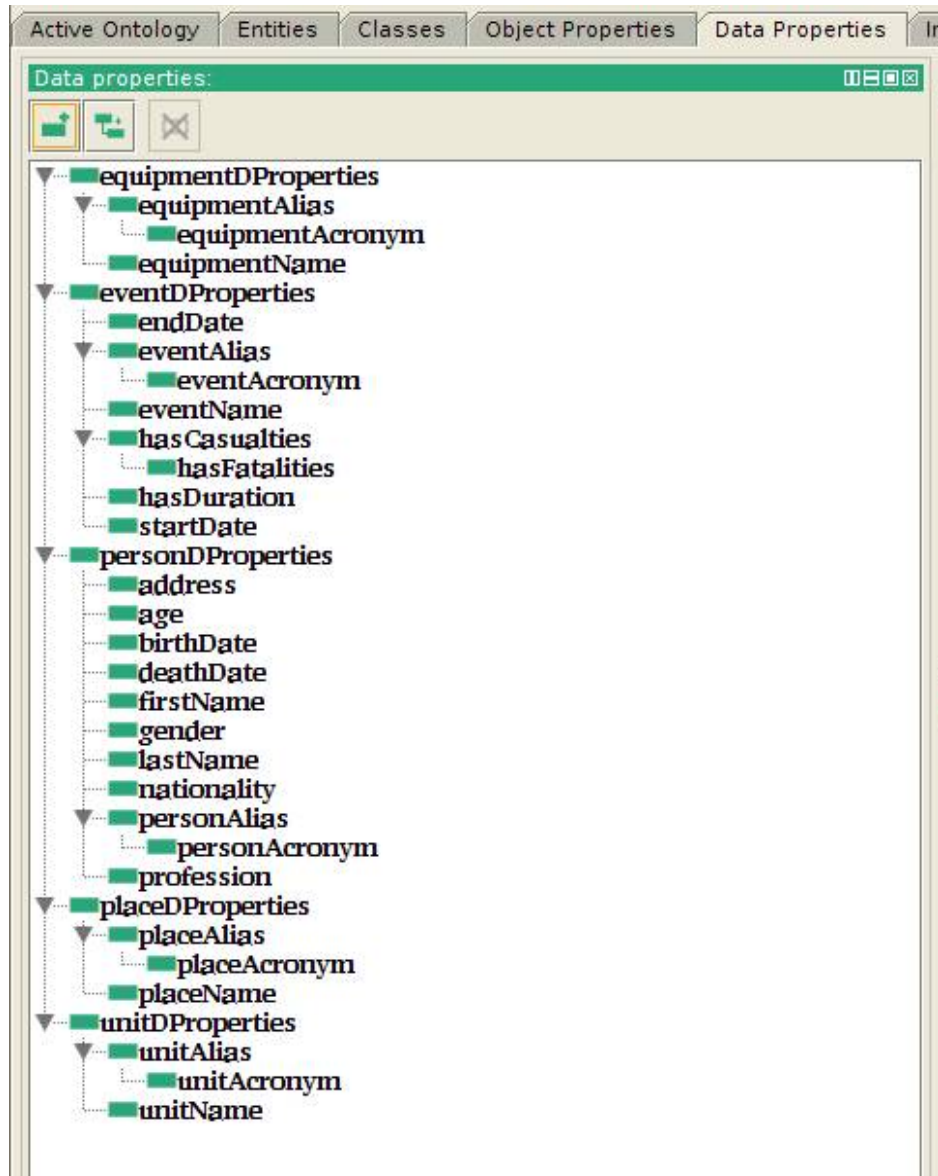 Active Ontology Entities Classes Object Properties Data Properties
Data properties:
equipmentDProperties
equipmentAlias
equipmentAcronym
equipmentName
eventDProperties
endDate
eventAlias
eventAcronym
eventName
hasCasualties
hasFatalities
hasDuration
startDate
personDProperties
address
age
birthDate
deathDate
firstName
gender
lastName
nationality
personAlias
personAcronym
profession
placeDProperties
placeAlias
placeAcronym
placeName
unitDProperties
unitAlias
unitAcronym
unitName